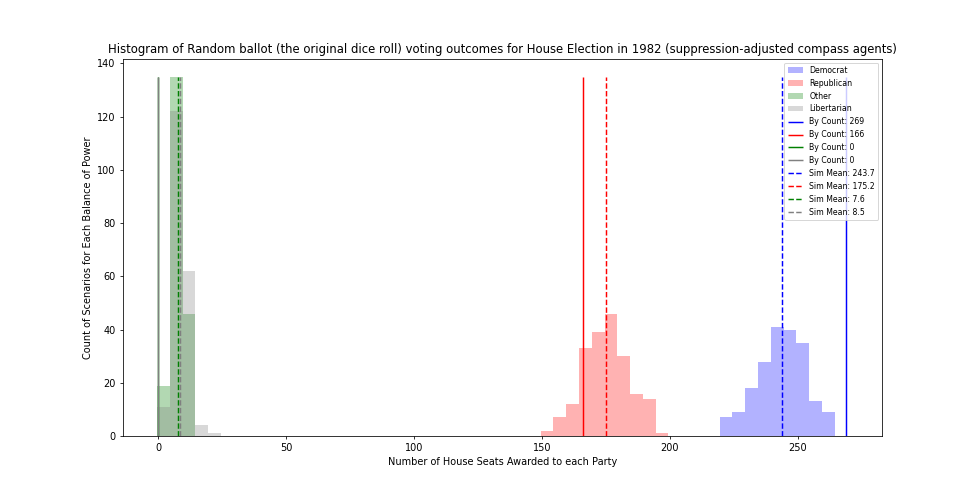 Histogram of Random ballot (the original dice roll) voting outcomes for House Election in 1982 (suppression-adjusted compass agents)
Count of Scenarios for Each Balance of Power
140
120
100
80
60
40
20
0
Democrat
Republican
Other
Libertarian
By Count: 269
By Count: 166
By Count: 0
By Count: 0
Sim Mean: 243.7
Sim Mean: 175.2
Sim Mean: 7.6
Sim Mean: 8.5
0 50 100 150 200 250
Number of House Seats Awarded to each Party